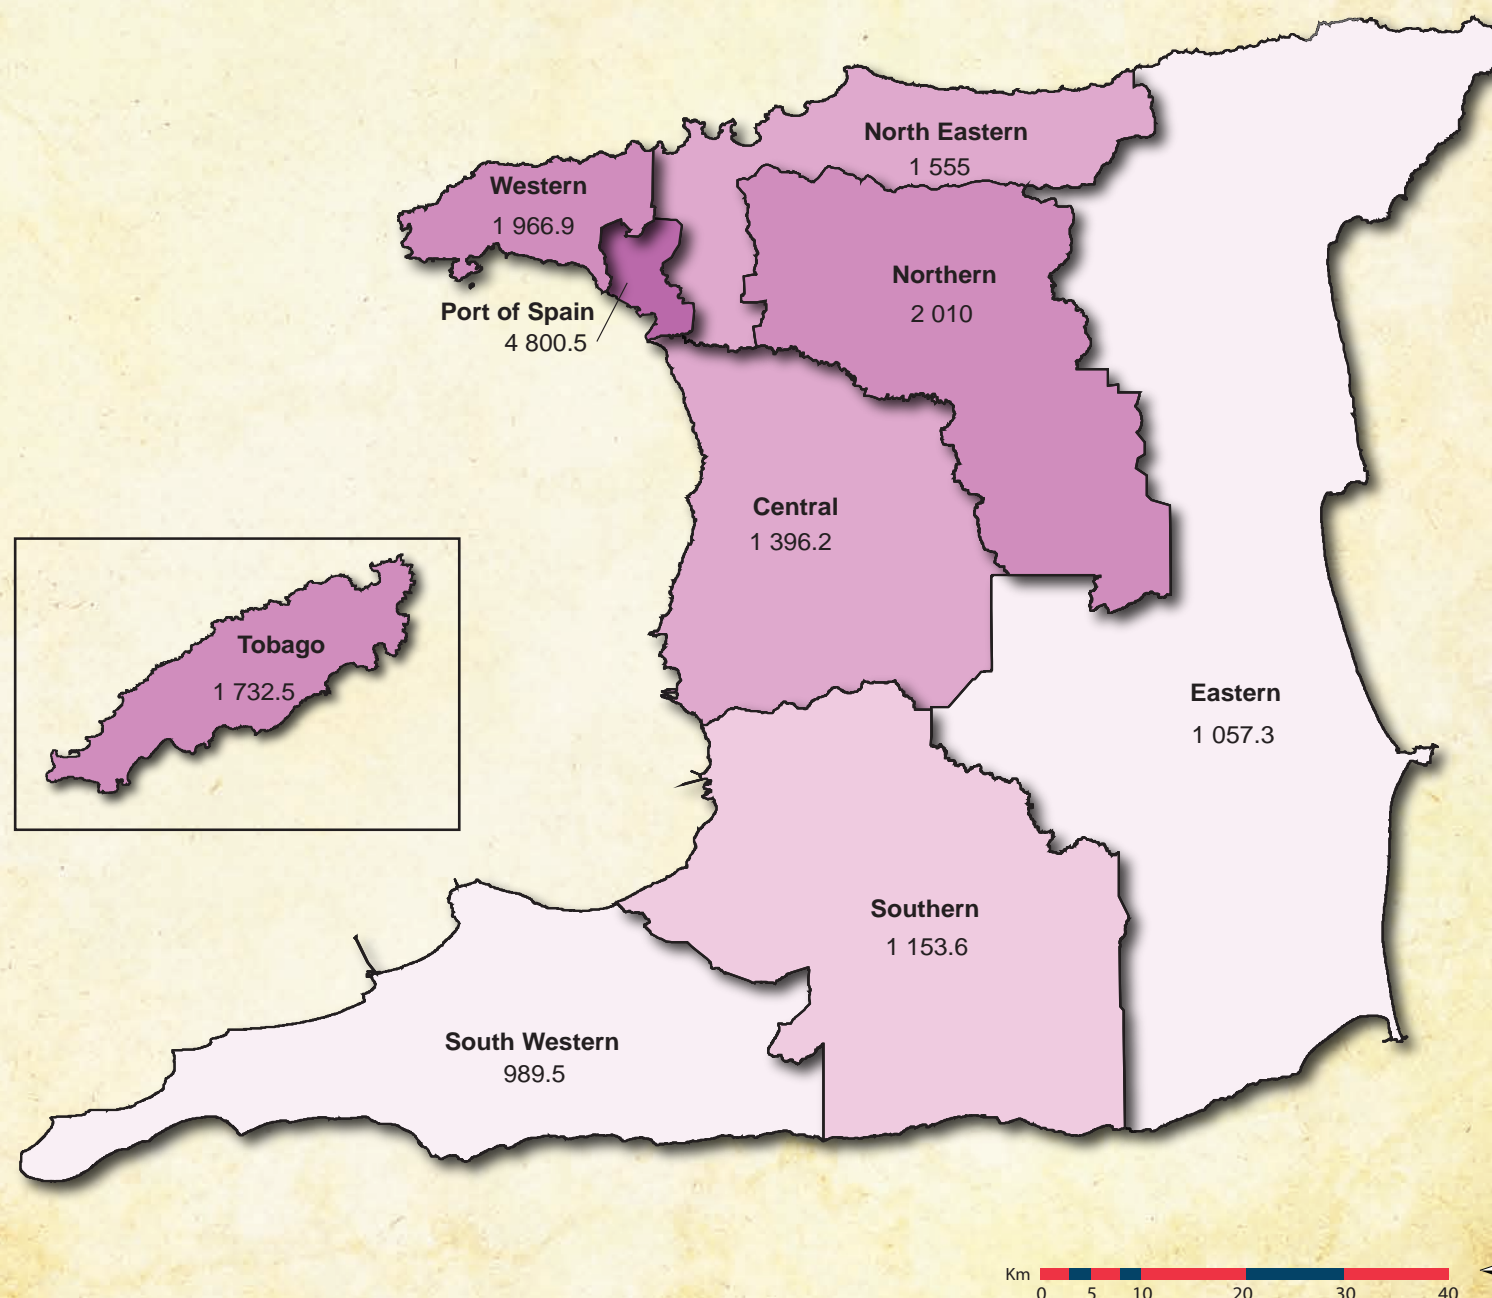 North Eastern
1 555
Western
1 966.9
Northern
2 010
Port of Spain
4 800.5
Central
1 396.2
Tobago
1 732.5
Eastern
1 057.3
Southern
1 153.6
South Western
989.5
Km
0 5 10 20 30 40